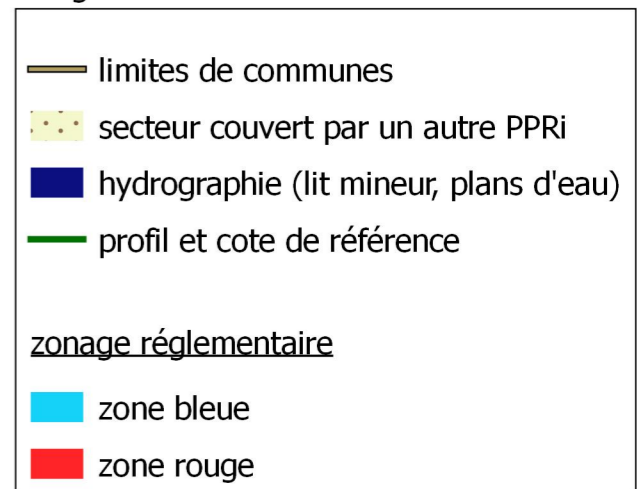 limites de communes
secteur couvert par un autre PPRi
hydrographie (lit mineur, plans d'eau)
profil et cote de référence
zonage réglementaire
zone bleue
zone rouge